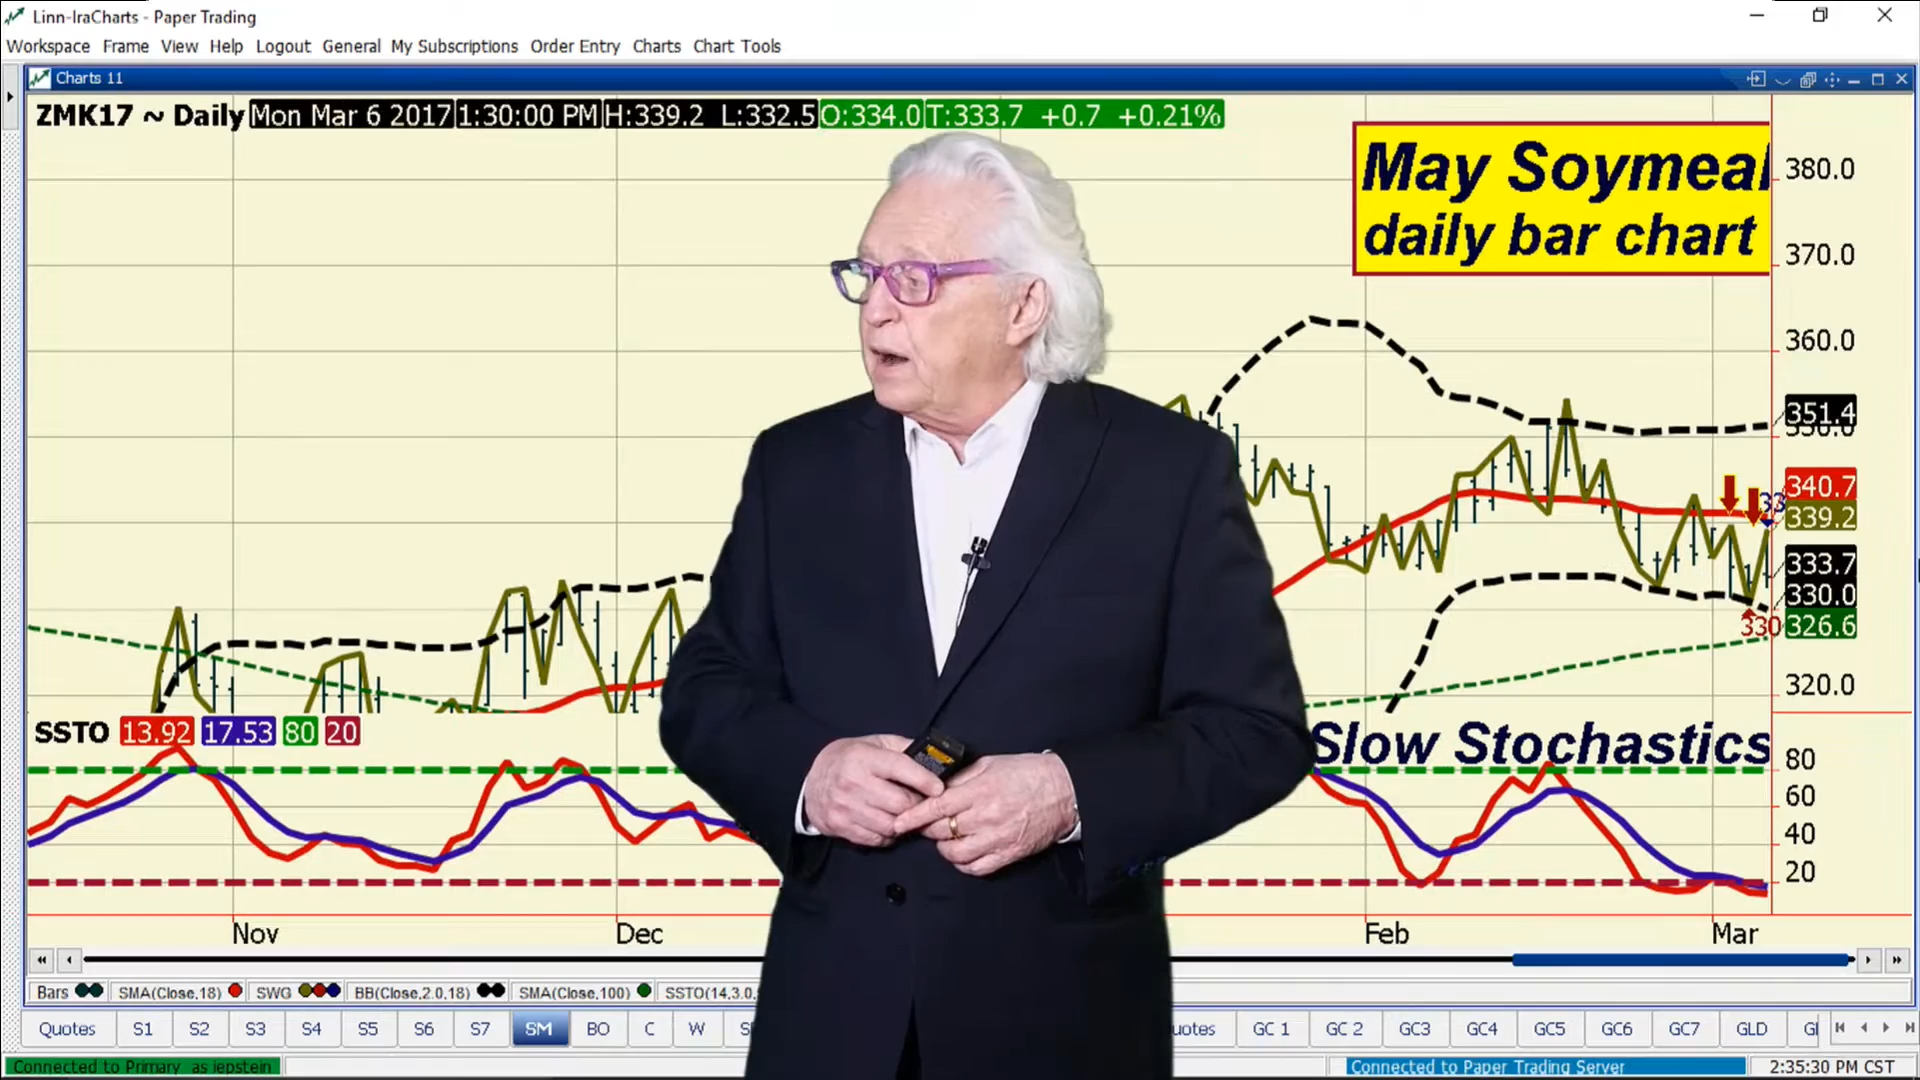 Linn-IraCharts - Paper Trading
Workspace Frame View Help Logout General My Subscriptions Order Entry Charts Chart Tools
Charts 11
ZMK17 ~ Daily Mon Mar 6 2017 1:30:00 PM H:339.2 L:332.5 O:334.0 T:333.7 +0.7 +0.21%
May Soymeal
daily bar chart
380.0
370.0
360.0
351.4
340.7
339.2
333.7
330.0
330 326.6
320.0
SSTO 13.92 17.53 80 20
Slow Stochastics
80
60
40
20
Nov Dec Feb Mar
Bars SMA(Close,18) SWG BB(Close,2.0,18) SMA(Close,100) SSTO(14,3.0,
Quotes S1 S2 S3 S4 S5 S6 S7 SM BO C W GC 1 GC 2 GC3 GC4 GC5 GC6 GC7 GLD
Connected to Primary as iepstein
Connected to Paper Trading Server
2:35:30 PM CST